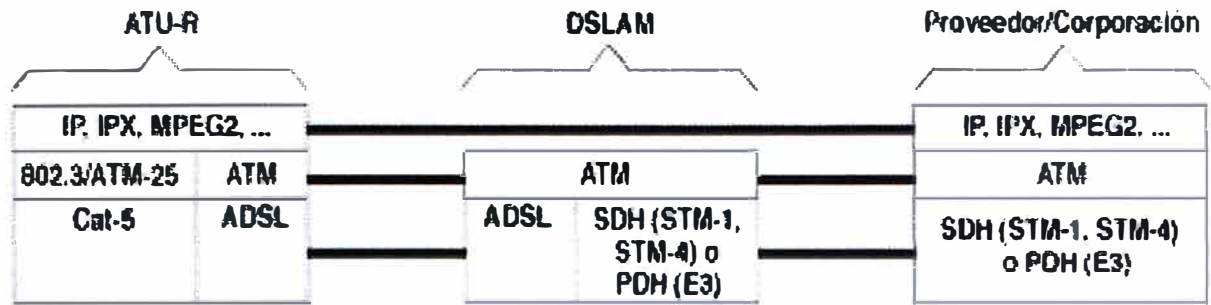 ATU-R
DSLAM
Proveedor/Corporación
IP, IPX, MPEG2, ...
IP, IPX, MPEG2, ...
802.3/ATM-25 ATM
ATM
ATM
Cat-5 ADSL
ADSL
SDH (STM-1,
STM-4) o
PDH (E3)
SDH (STM-1, STM-4)
o PDH (E3)